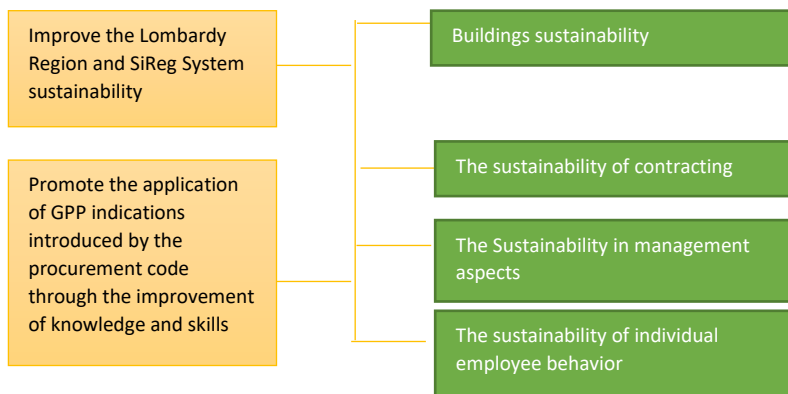 Improve the Lombardy
Region and SiReg System
sustainability
Promote the application
of GPP indications
introduced by the
procurement code
through the improvement
of knowledge and skills
Buildings sustainability
The sustainability of contracting
The Sustainability in management
aspects
The sustainability of individual
employee behavior